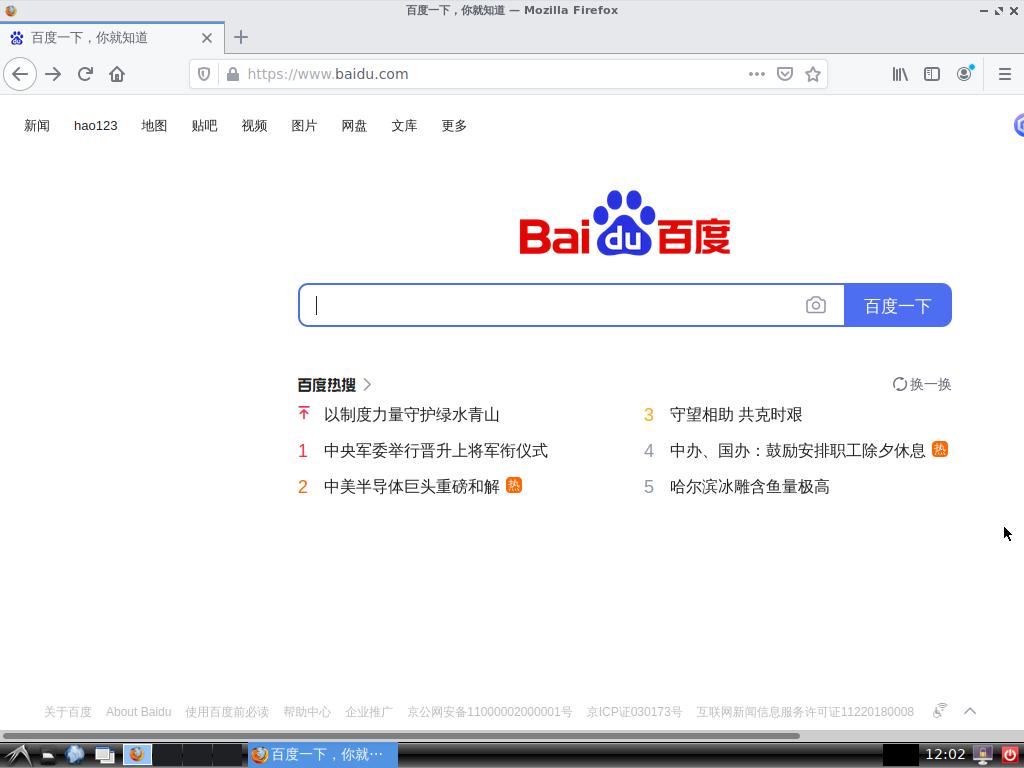 百度一下，你就知道 — Mozilla Firefox
百度一下，你就知道
https://www.baidu.com
新闻 hao123 地图 贴吧 视频 图片 网盘 文库 更多
Bai du 百度
百度一下
百度热搜 换一换
以制度力量守护绿水青山
1 中央军委举行晋升上将军衔仪式
2 中美半导体巨头重磅和解 热
3 守望相助 共克时艰
4 中办、国办：鼓励安排职工除夕休息 热
5 哈尔滨冰雕含鱼量极高
关于百度 About Baidu 使用百度前必读 帮助中心 企业推广 京公网安备11000002000001号 京ICP证030173号 互联网新闻信息服务许可证11220180008
百度一下，你就… 12:02